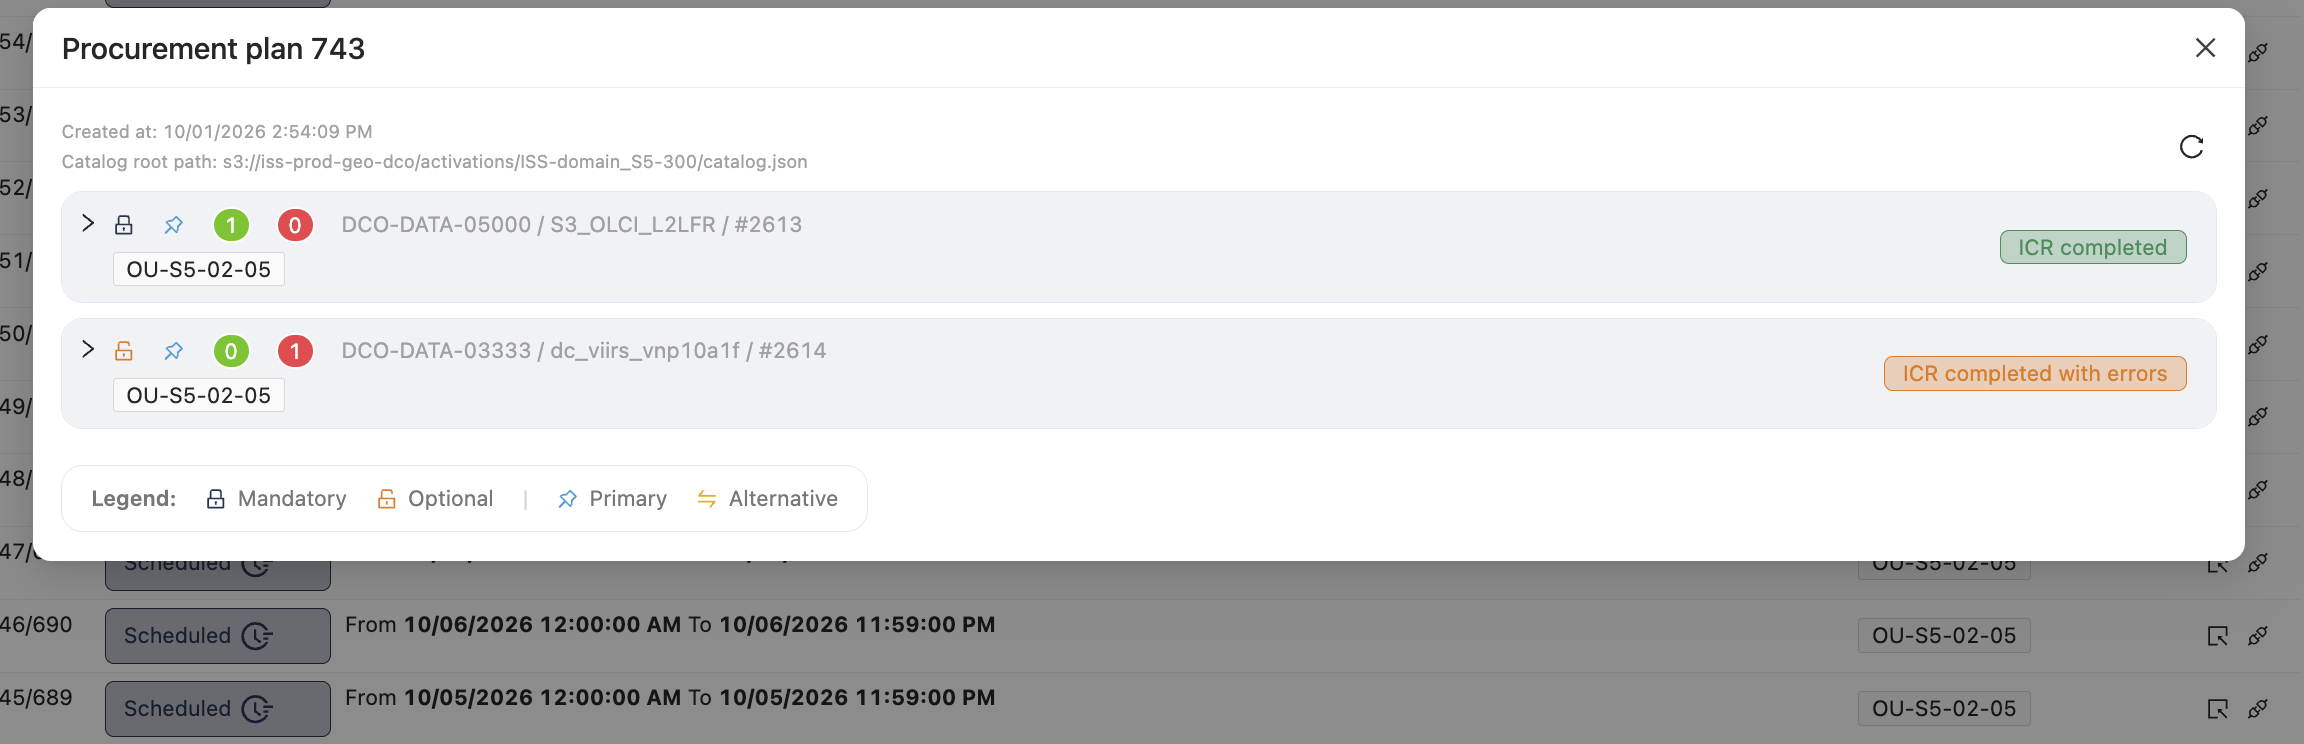 54/
Procurement plan 743
53/
Created at: 10/01/2026 2:54:09 PM
Catalog root path: s3://iss-prod-geo-dco/activations/ISS-domain_S5-300/catalog.json
52/
1 0 DCO-DATA-05000 / S3_OLCI_L2LFR / #2613
ICR completed
51/
OU-S5-02-05
50/
0 1 DCO-DATA-03333 / dc_viirs_vnp10a1f / #2614
ICR completed with errors
49/
OU-S5-02-05
48/
Legend: Mandatory Optional | Primary Alternative
47/
Scheduled
OU-S5-02-05
46/690 Scheduled From 10/06/2026 12:00:00 AM To 10/06/2026 11:59:00 PM OU-S5-02-05
45/689 Scheduled From 10/05/2026 12:00:00 AM To 10/05/2026 11:59:00 PM OU-S5-02-05